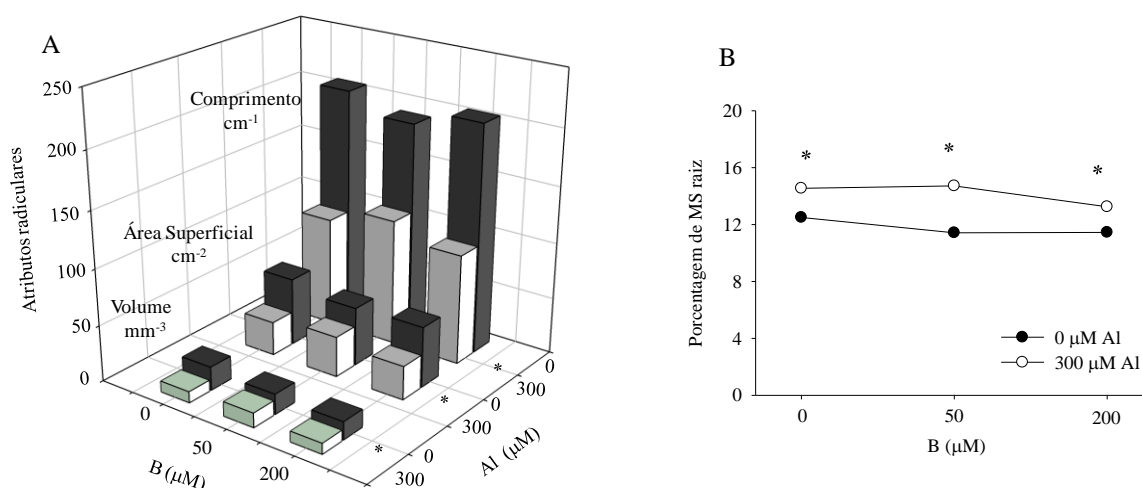 A
Atributos radiculares
250
200
150
100
50
0
Comprimento
cm-1
Área Superficial
cm-2
Volume
mm-3
0
50
200
B (µM)
300
0
300
0
300
0
*
*
*
Al (µM)
B
Porcentagem de MS raiz
20
16
12
8
4
0
*
*
*
0 µM Al
300 µM Al
0
50
200
B (µM)